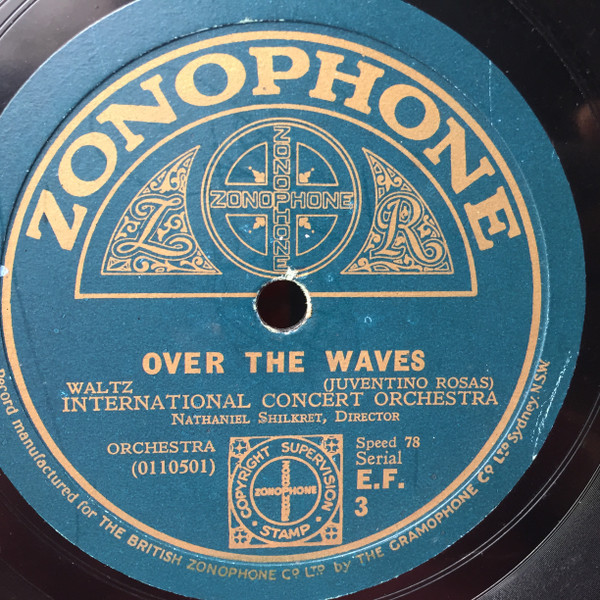 ZONOPHONE
ZONOPHONE
ZONOPHONE
Z R
OVER THE WAVES
WALTZ (JUVENTINO ROSAS)
INTERNATIONAL CONCERT ORCHESTRA
NATHANIEL SHILKRET, DIRECTOR
ORCHESTRA
(0110501)
COPYRIGHT SUPERVISION
ZONOPHONE
STAMP
Speed 78
Serial
E.F.
3
Record manufactured for THE BRITISH ZONOPHONE Co LTD. by THE GRAMOPHONE Co LTD Sydney. N.S.W.